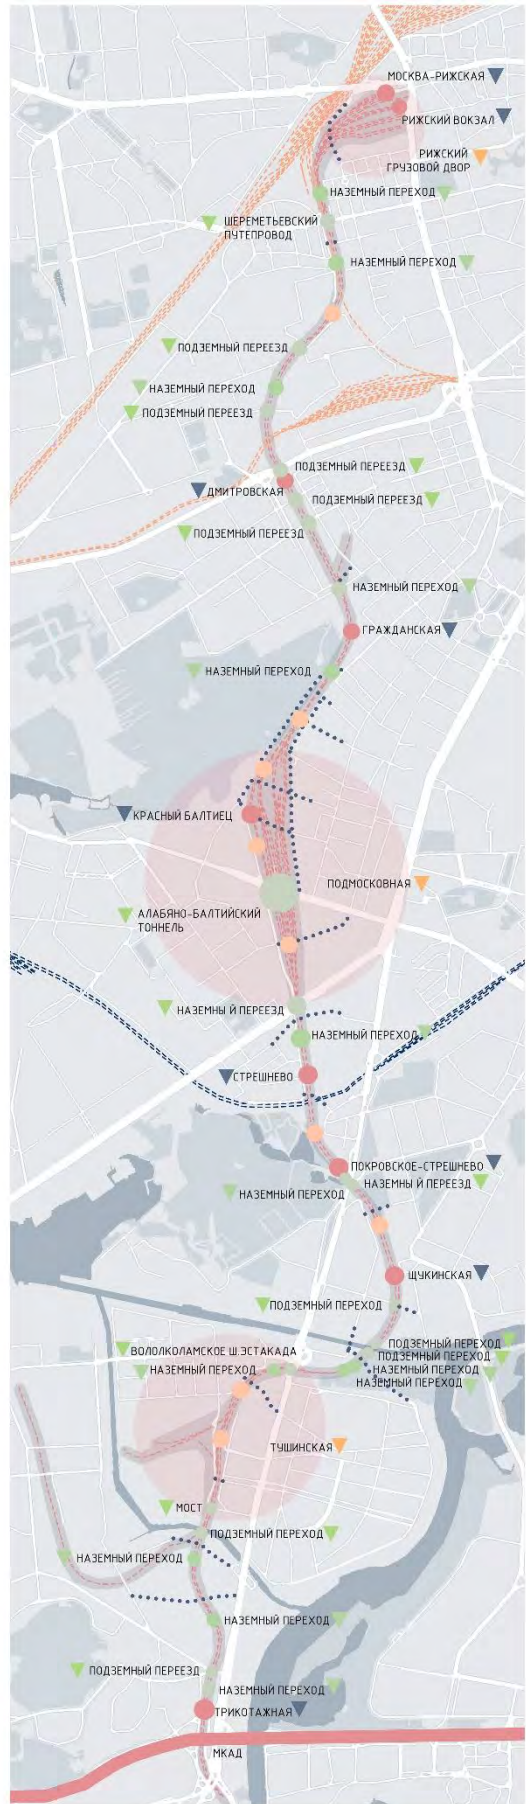 МОСКВА-РИЖСКАЯ
РИЖСКИЙ ВОКЗАЛ
РИЖСКИЙ
ГРУЗОВОЙ ДВОР
НАЗЕМНЫЙ ПЕРЕХОД
ШЕРЕМЕТЬЕВСКИЙ
ПУТЕПРОВОД
НАЗЕМНЫЙ ПЕРЕХОД
ПОДЗЕМНЫЙ ПЕРЕЕЗД
НАЗЕМНЫЙ ПЕРЕХОД
ПОДЗЕМНЫЙ ПЕРЕЕЗД
ПОДЗЕМНЫЙ ПЕРЕЕЗД
ДМИТРОВСКАЯ
ПОДЗЕМНЫЙ ПЕРЕЕЗД
ПОДЗЕМНЫЙ ПЕРЕЕЗД
НАЗЕМНЫЙ ПЕРЕХОД
ГРАЖДАНСКАЯ
НАЗЕМНЫЙ ПЕРЕХОД
КРАСНЫЙ БАЛТИЕЦ
ПОДМОСКОВНАЯ
АЛАБЯНО-БАЛТИЙСКИЙ
ТОННЕЛЬ
НАЗЕМНЫ Й ПЕРЕЕЗД
НАЗЕМНЫЙ ПЕРЕХОД
СТРЕШНЕВО
ПОКРОВСКОЕ-СТРЕШНЕВО
НАЗЕМНЫ Й ПЕРЕЕЗД
НАЗЕМНЫЙ ПЕРЕХОД
ЩУКИНСКАЯ
ПОДЗЕМНЫЙ ПЕРЕХОД
ПОДЗЕМНЫЙ ПЕРЕХОД
ВОЛОЛКОЛАМСКОЕ Ш.ЭСТАКАДА
ПОДЗЕМНЫЙ ПЕРЕХОД
НАЗЕМНЫЙ ПЕРЕХОД
НАЗЕМНЫЙ ПЕРЕХОД
НАЗЕМНЫЙ ПЕРЕХОД
ТУШИНСКАЯ
МОСТ
ПОДЗЕМНЫЙ ПЕРЕХОД
НАЗЕМНЫЙ ПЕРЕХОД
НАЗЕМНЫЙ ПЕРЕХОД
ПОДЗЕМНЫЙ ПЕРЕЕЗД
НАЗЕМНЫЙ ПЕРЕХОД
ТРИКОТАЖНАЯ
МКАД